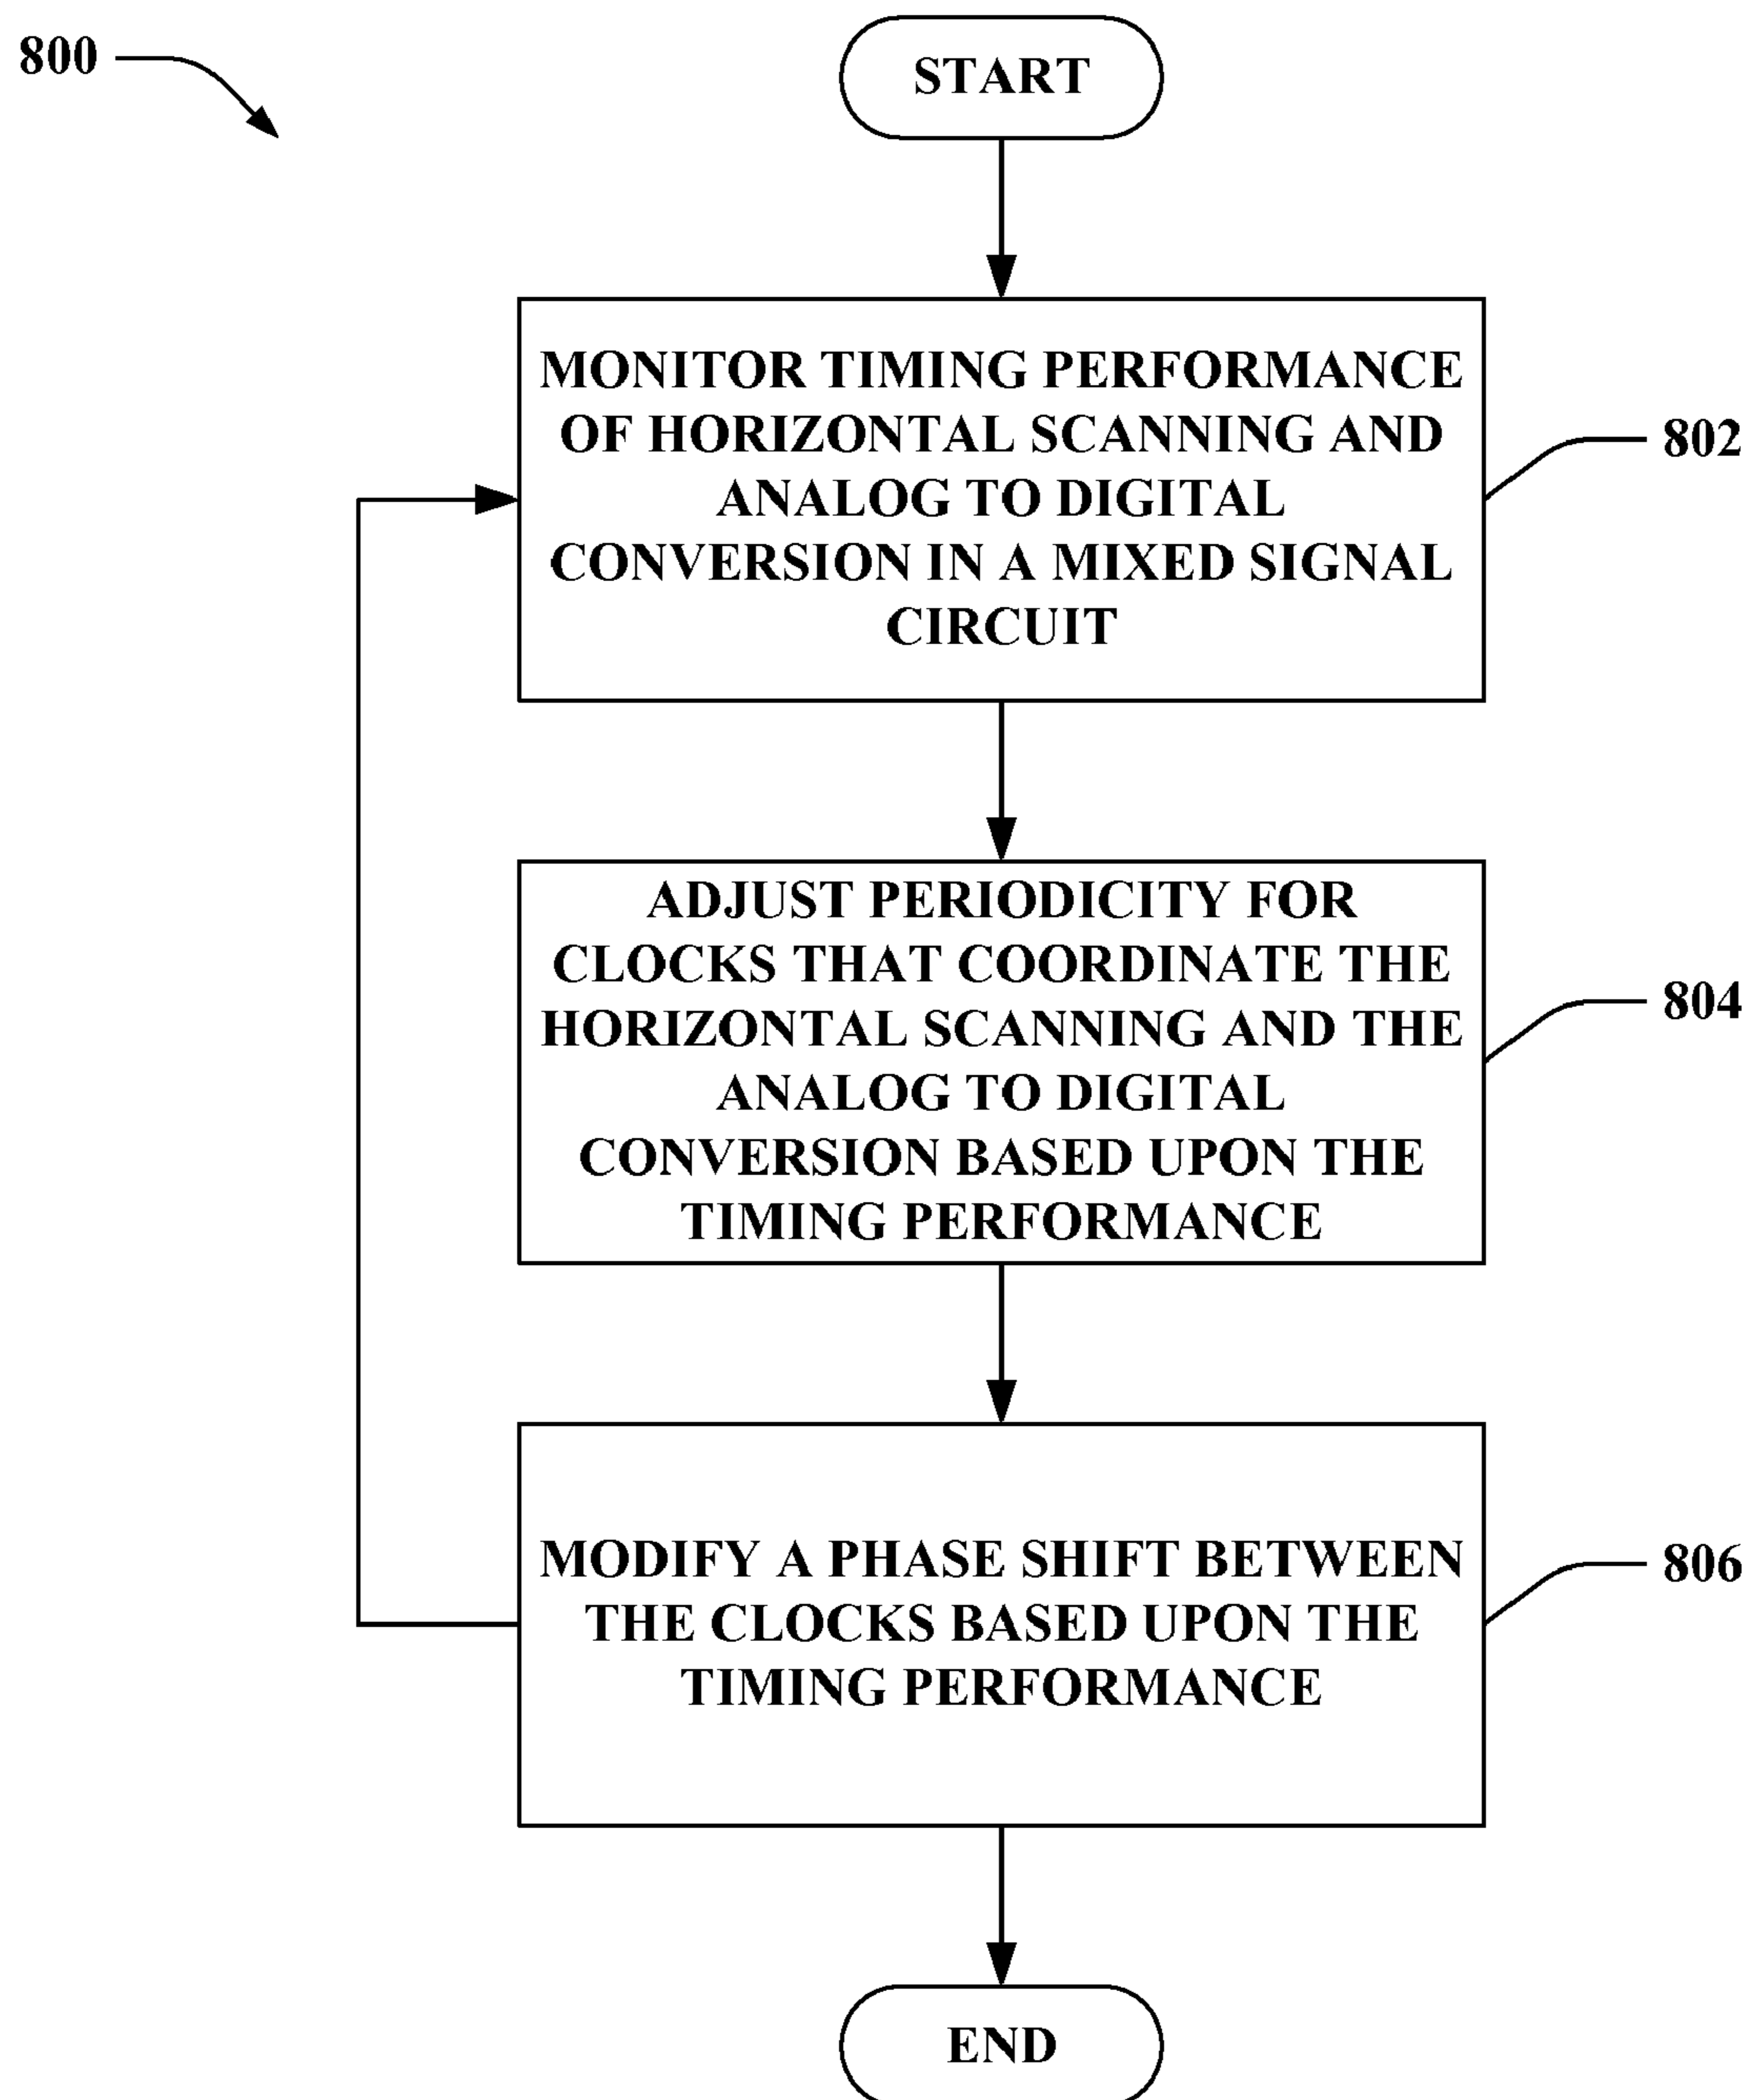 800
START
MONITOR TIMING PERFORMANCE
OF HORIZONTAL SCANNING AND
ANALOG TO DIGITAL
CONVERSION IN A MIXED SIGNAL
CIRCUIT
802
ADJUST PERIODICITY FOR
CLOCKS THAT COORDINATE THE
HORIZONTAL SCANNING AND THE
ANALOG TO DIGITAL
CONVERSION BASED UPON THE
TIMING PERFORMANCE
804
MODIFY A PHASE SHIFT BETWEEN
THE CLOCKS BASED UPON THE
TIMING PERFORMANCE
806
END